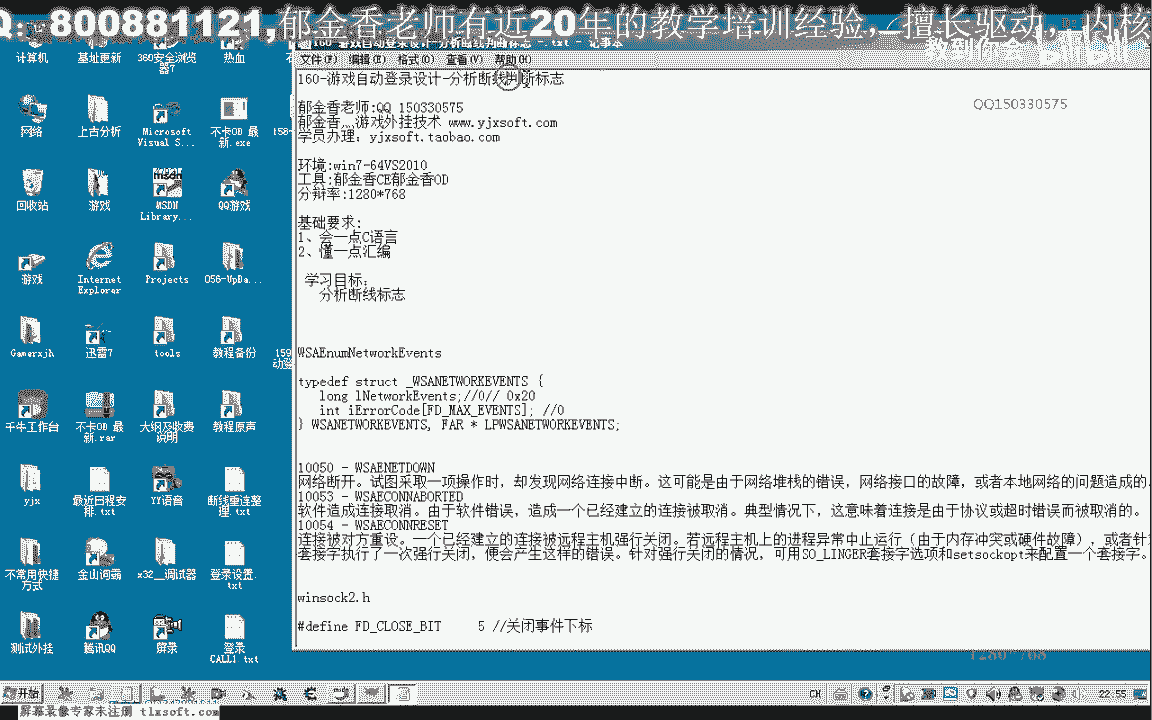 Q: 800881121,郁金香老师有近20年的教学培训经验,擅长驱动,内核
教到你会 bilibili
160-游戏自动登录设计-分析断线判断标志 -.txt - 记事本
文件(F) 编辑(E) 格式(O) 查看(V) 帮助(H)
160-游戏自动登录设计-分析断线判断标志
郁金香老师:QQ 150330575
郁金香灬游戏外挂技术 www.yjxsoft.com
学员办理：yjxsoft.taobao.com
环境:win7-64VS2010
工具:郁金香CE郁金香OD
分辩率:1280*768
基础要求:
1、会一点C语言
2、懂一点汇编
学习目标：
分析断线标志
WSAEnumNetworkEvents
typedef struct _WSANETWORKEVENTS {
long lNetworkEvents;//0// 0x20
int iErrorCode[FD_MAX_EVENTS]; //0
} WSANETWORKEVENTS, FAR * LPWSANETWORKEVENTS;
10050 - WSAENETDOWN
网络断开。试图采取一项操作时，却发现网络连接中断。这可能是由于网络堆栈的错误，网络接口的故障，或者本地网络的问题造成的。
10053 - WSAECONNABORTED
软件造成连接取消。由于软件错误，造成一个已经建立的连接被取消。典型情况下，这意味着连接是由于协议或超时错误而被取消的。
10054 - WSAECONNRESET
连接被对方重设。一个已经建立的连接被远程主机强行关闭。若远程主机上的进程异常中止运行（由于内存冲突或硬件故障），或者针
套接字执行了一次强行关闭，便会产生这样的错误。针对强行关闭的情况，可用SO_LINGER套接字选项和setsockopt来配置一个套接字。
winsock2.h
#define FD_CLOSE_BIT 5 //关闭事件下标
QQ150330575
1280*768
计算机 基址更新 360安全浏览器7 热血
网络 上古分析 Microsoft Visual S... 不卡OD 最新.exe 158-
回收站 游戏 MSDN Library... QQ游戏
游戏 Internet Explorer Projects 056-UpDa...
Gamerxjh 迅雷7 tools 教程备份
千牛工作台 不卡OD 最新.rar 大纲及收费说明 教程原声
yjx 最近日程安排.txt YY语音 断线重连整理.txt
不常用快捷方式 金山词霸 x32__调试器 登录设置.txt
测试外挂 腾讯QQ 屏录 登录CALL1.txt
开始 CH 22:55
屏幕录像专家未注册 tlxsoft.com